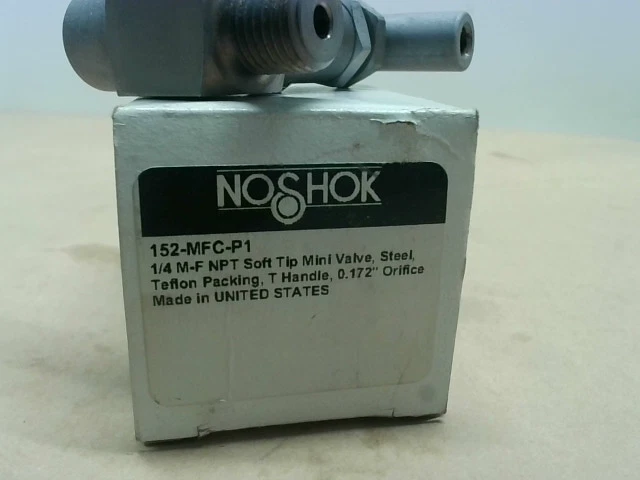 NOSHOK
152-MFC-P1
1/4 M-F NPT Soft Tip Mini Valve, Steel,
Teflon Packing, T Handle, 0.172" Orifice
Made in UNITED STATES